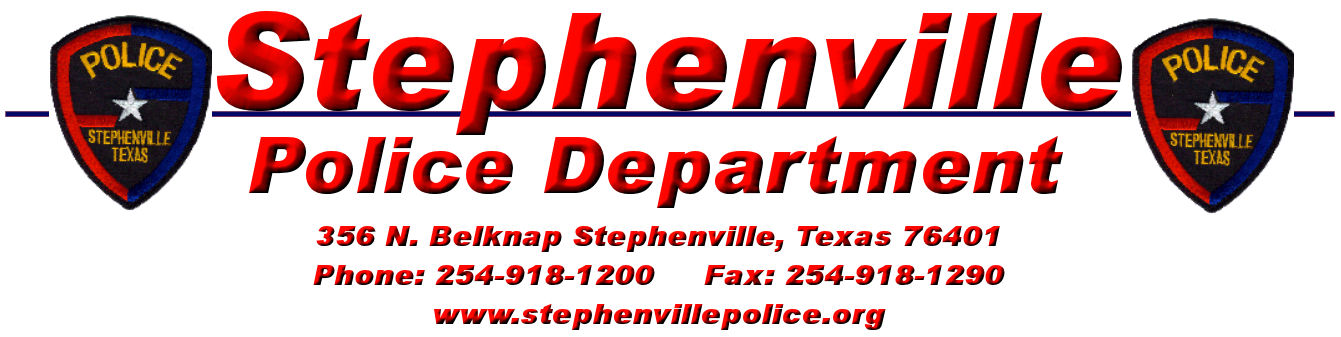 POLICE
STEPHENVILLE
TEXAS
Stephenville
Police Department
356 N. Belknap Stephenville, Texas 76401
Phone: 254-918-1200 Fax: 254-918-1290
www.stephenvillepolice.org
POLICE
STEPHENVILLE
TEXAS